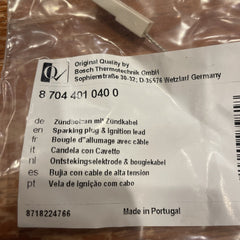 Original Quality by
Bosch Thermotechnik GmbH
Sophienstraße 30-32; D-35576 Wetzlar/ Germany
8 704 401 040 0
de Zündbolzen mit Zündkabel
en Sparking plug & Ignition lead
fr Bougie d'allumage avec câble
it Candela con Cavetto
nl Ontstekingselektrode & bougiekabel
es Bujia con cable de alta tension
pt Vela de ignição com cabo
8718224766 Made in Portugal